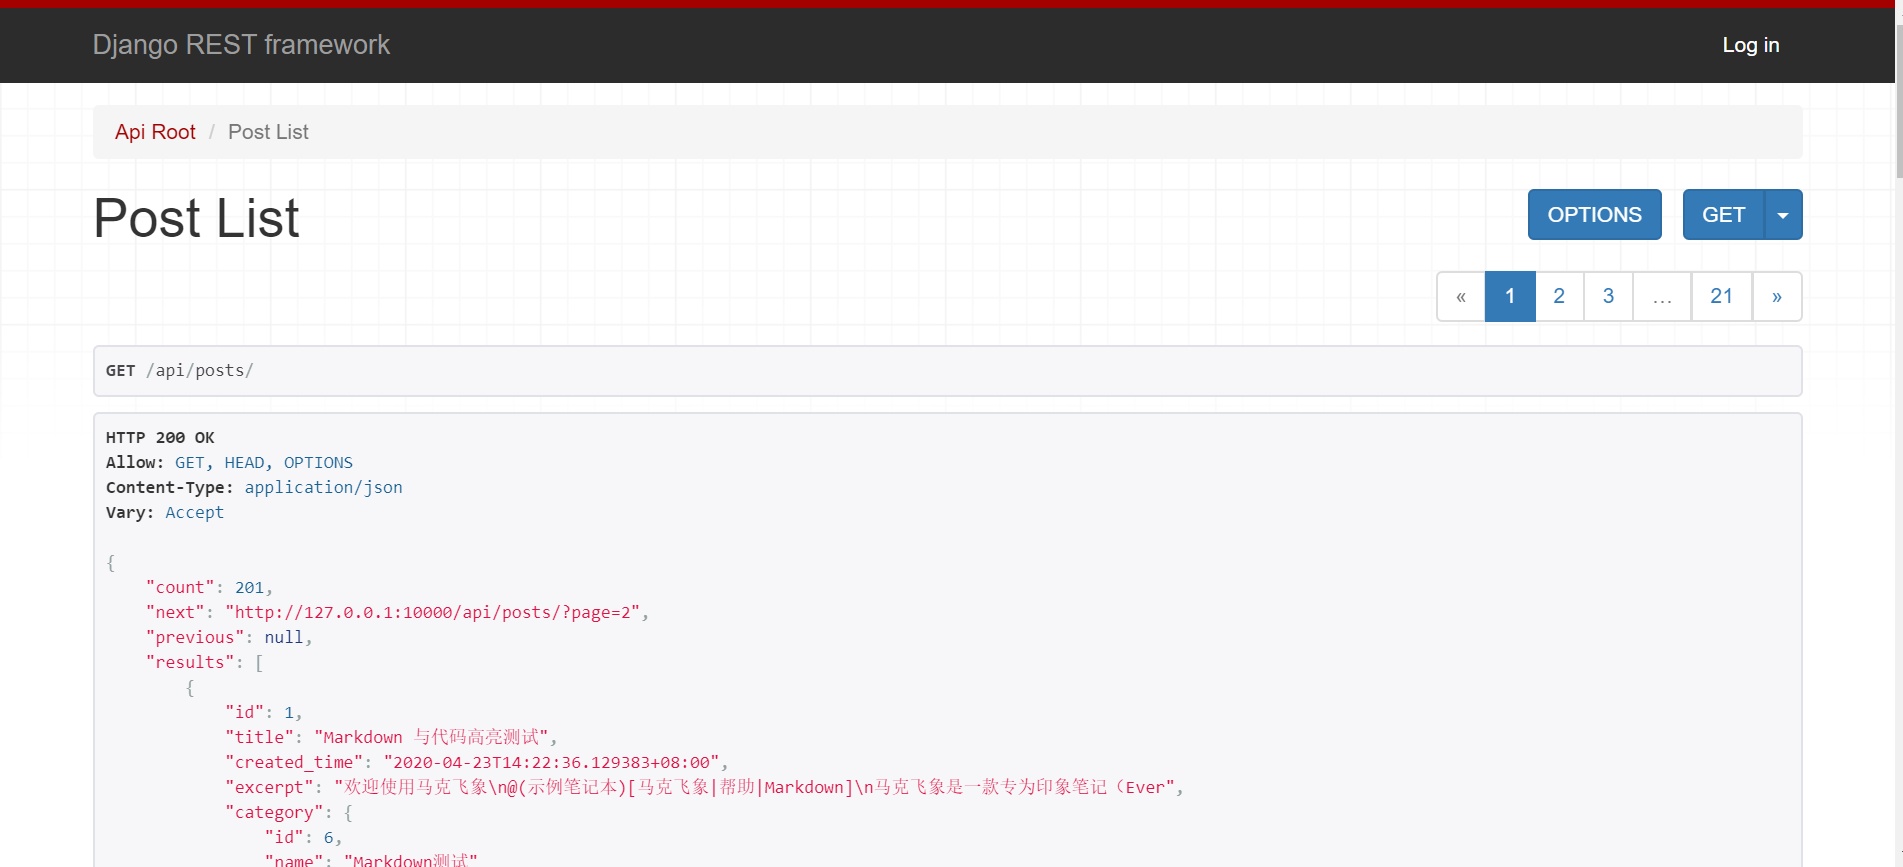 Django REST framework
Log in
Api Root / Post List
Post List
OPTIONS
GET
« 1 2 3 … 21 »
GET /api/posts/
HTTP 200 OK
Allow: GET, HEAD, OPTIONS
Content-Type: application/json
Vary: Accept
{
    "count": 201,
    "next": "http://127.0.0.1:10000/api/posts/?page=2",
    "previous": null,
    "results": [
        {
            "id": 1,
            "title": "Markdown 与代码高亮测试",
            "created_time": "2020-04-23T14:22:36.129383+08:00",
            "excerpt": "欢迎使用马克飞象\n@(示例笔记本)[马克飞象|帮助|Markdown]\n马克飞象是一款专为印象笔记（Ever",
            "category": {
                "id": 6,
                "name": "Markdown测试"